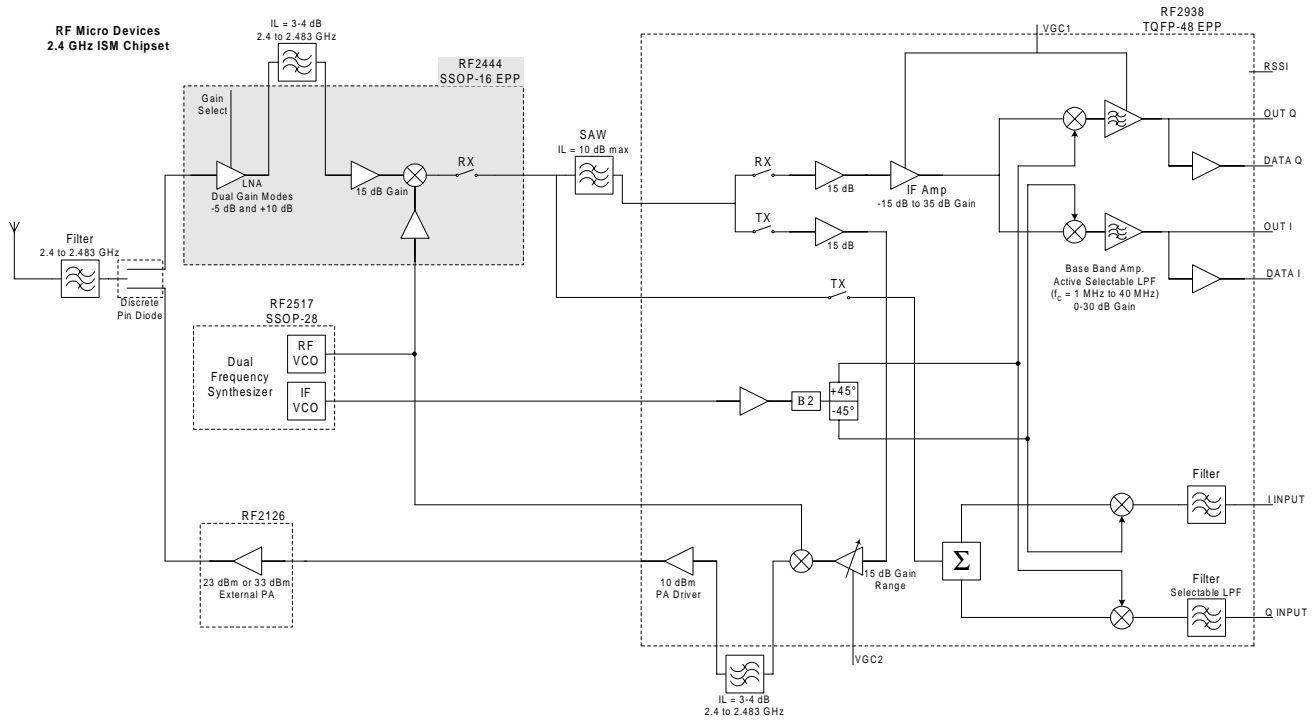 RF Micro Devices
2.4 GHz ISM Chipset
IL = 3-4 dB
2.4 to 2.483 GHz
RF2444
SSOP-16 EPP
Gain
Select
LNA
Dual Gain Modes
-5 dB and +10 dB
15 dB Gain
RX
SAW
IL = 10 dB max
RF2938
TQFP-48 EPP
VGC1
RSSI
RX
15 dB
IF Amp
-15 dB to 35 dB Gain
TX
15 dB
OUT Q
DATA Q
OUT I
DATA I
Base Band Amp.
Active Selectable LPF
(fC = 1 MHz to 40 MHz)
0-30 dB Gain
Filter
2.4 to 2.483 GHz
Discrete
Pin Diode
TX
RF2517
SSOP-28
Dual
Frequency
Synthesizer
RF
VCO
IF
VCO
B2
+45°
-45°
RF2126
23 dBm or 33 dBm
External PA
10 dBm
PA Driver
15 dB Gain
Range
Σ
Filter
I INPUT
Filter
Selectable LPF
Q INPUT
VGC2
IL = 3-4 dB
2.4 to 2.483 GHz